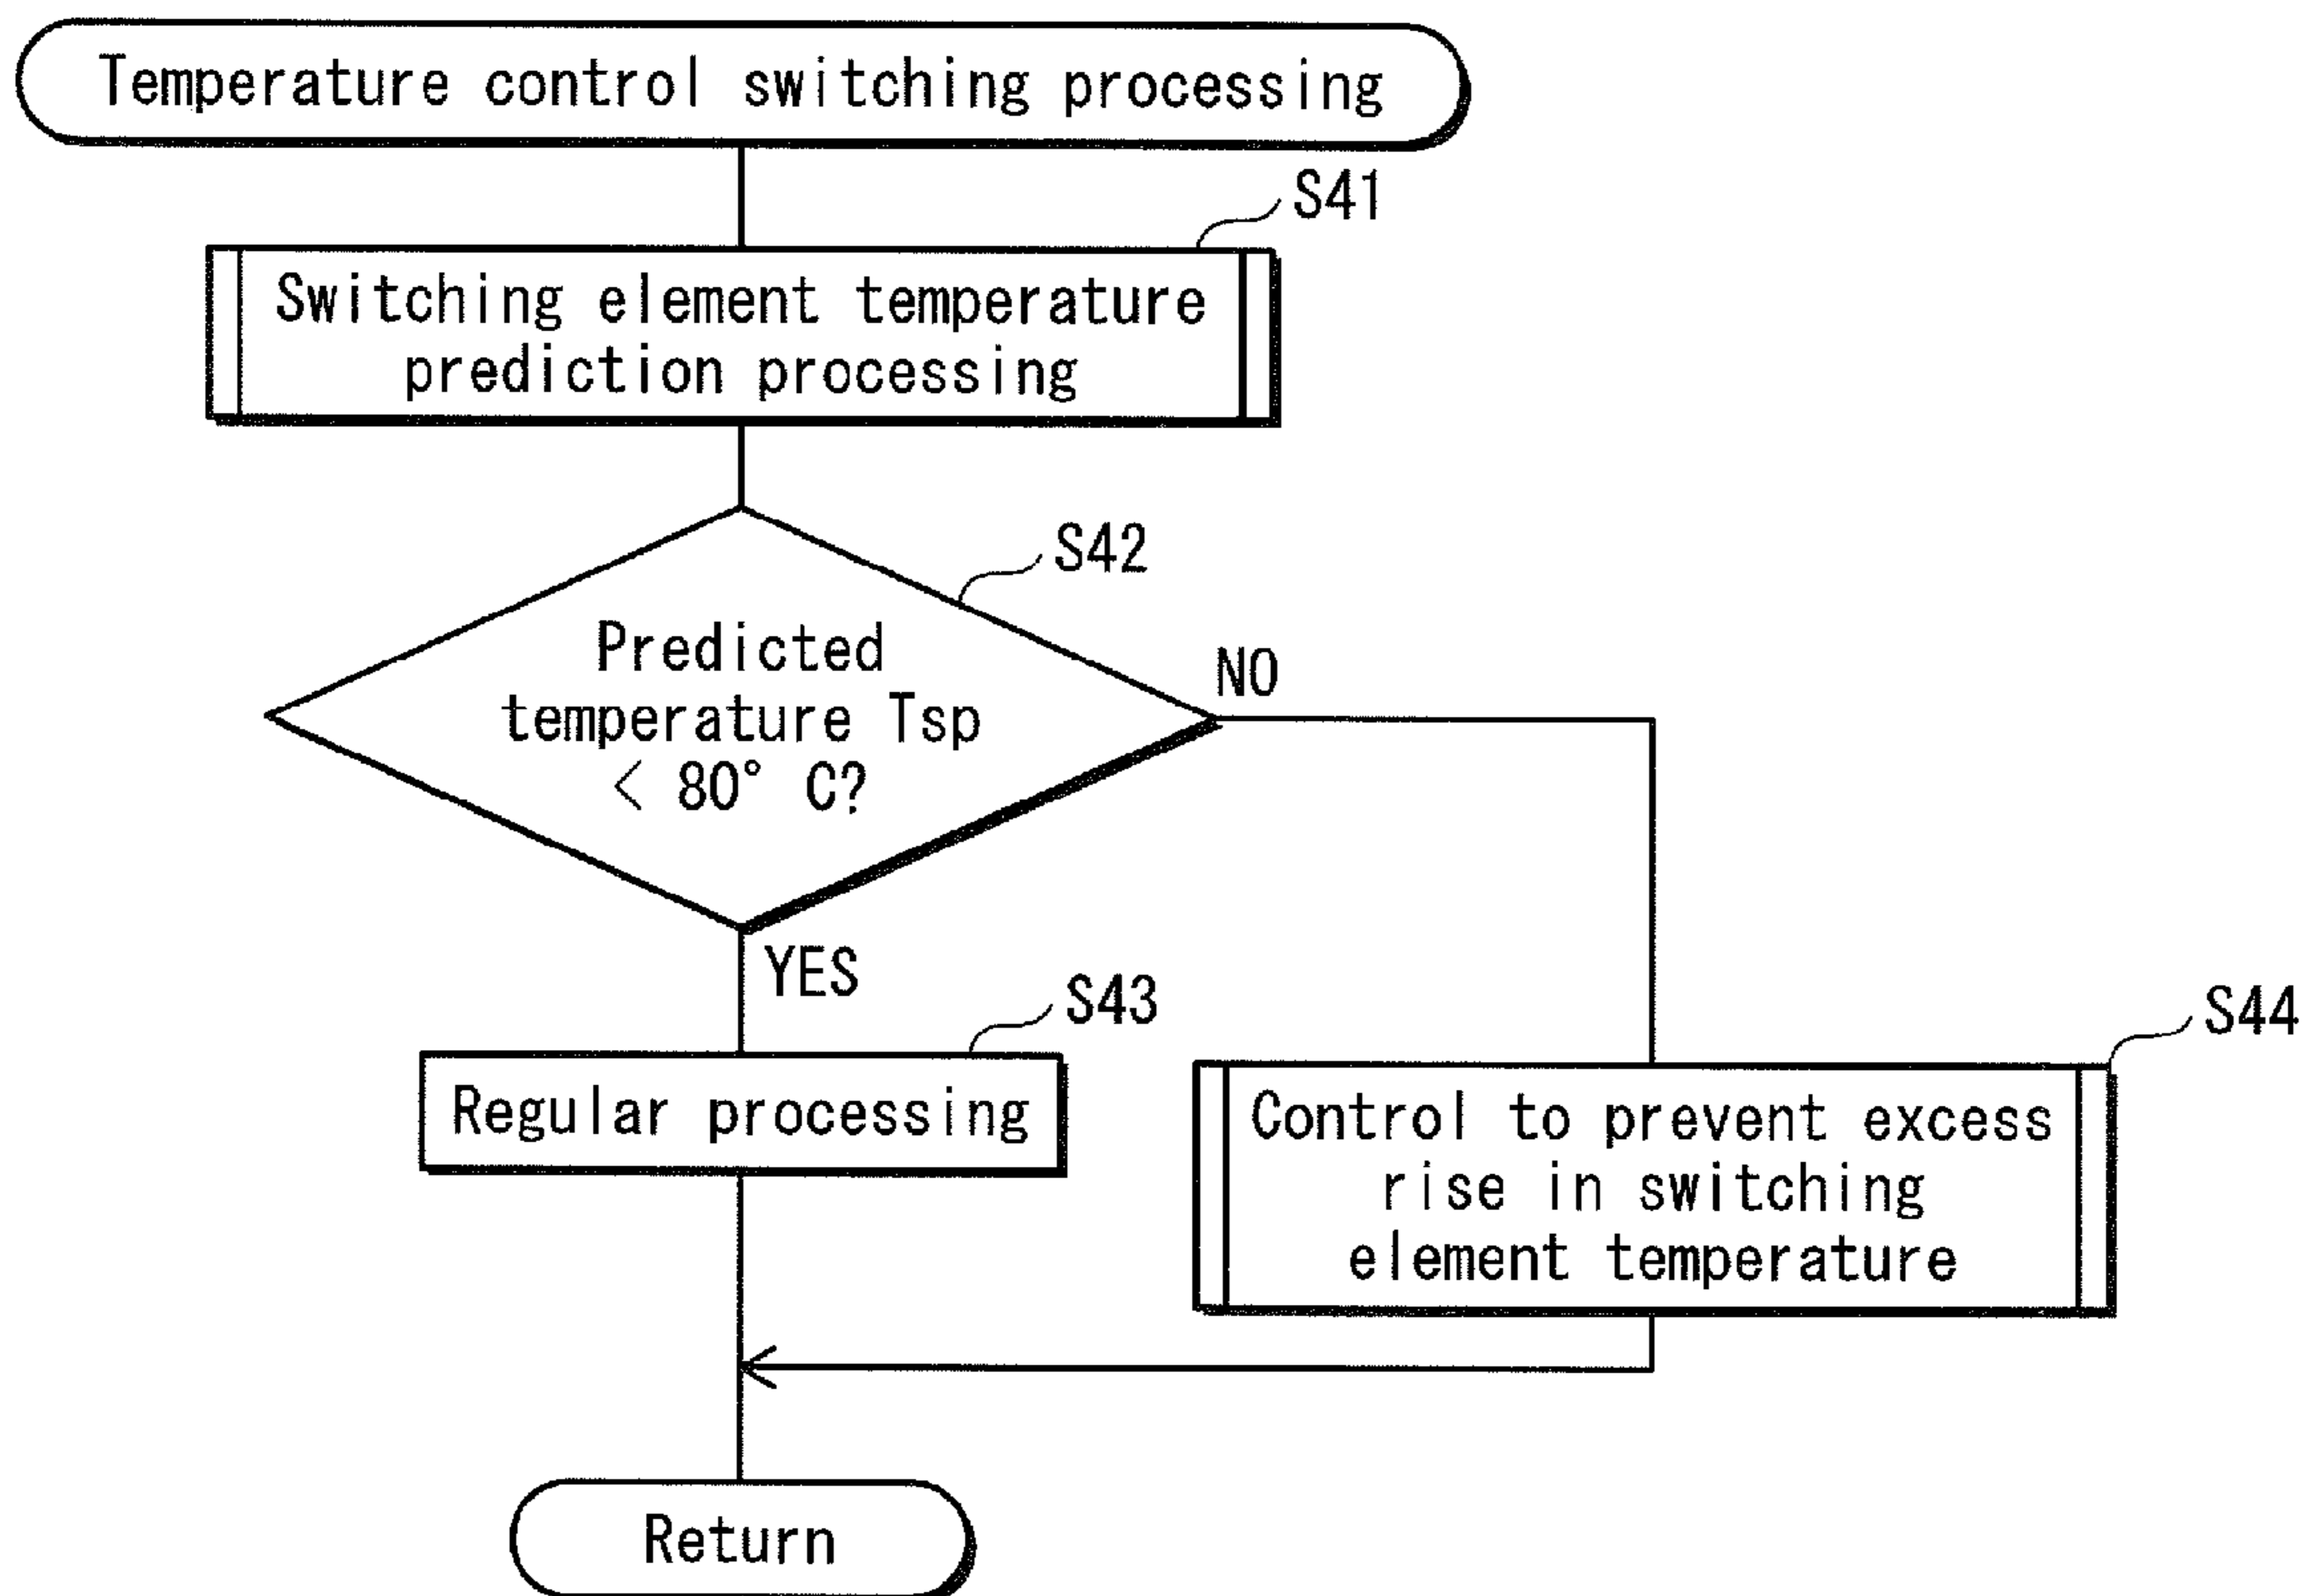 Temperature control switching processing
S41
Switching element temperature
prediction processing
S42
Predicted
temperature Tsp
< 80° C?
NO
YES
S43
Regular processing
S44
Control to prevent excess
rise in switching
element temperature
Return